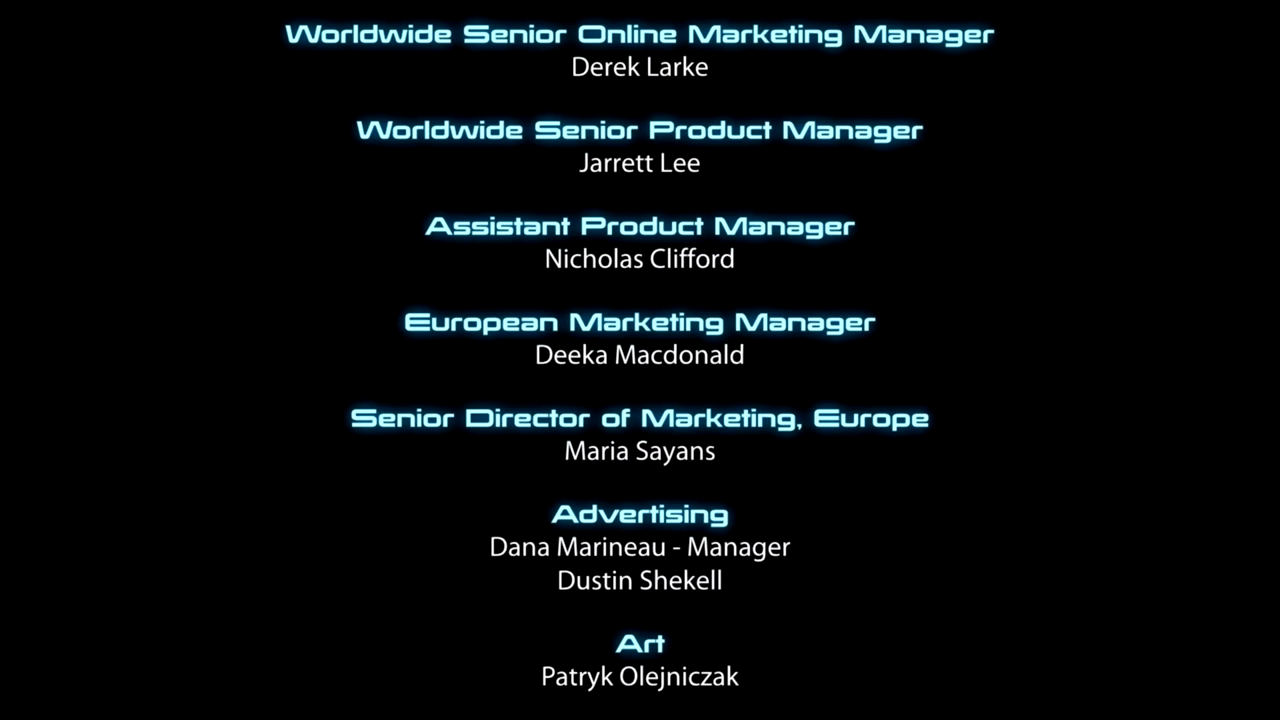 Worldwide Senior Online Marketing Manager
Derek Larke
Worldwide Senior Product Manager
Jarrett Lee
Assistant Product Manager
Nicholas Clifford
European Marketing Manager
Deeka Macdonald
Senior Director of Marketing, Europe
Maria Sayans
Advertising
Dana Marineau - Manager
Dustin Shekell
Art
Patryk Olejniczak